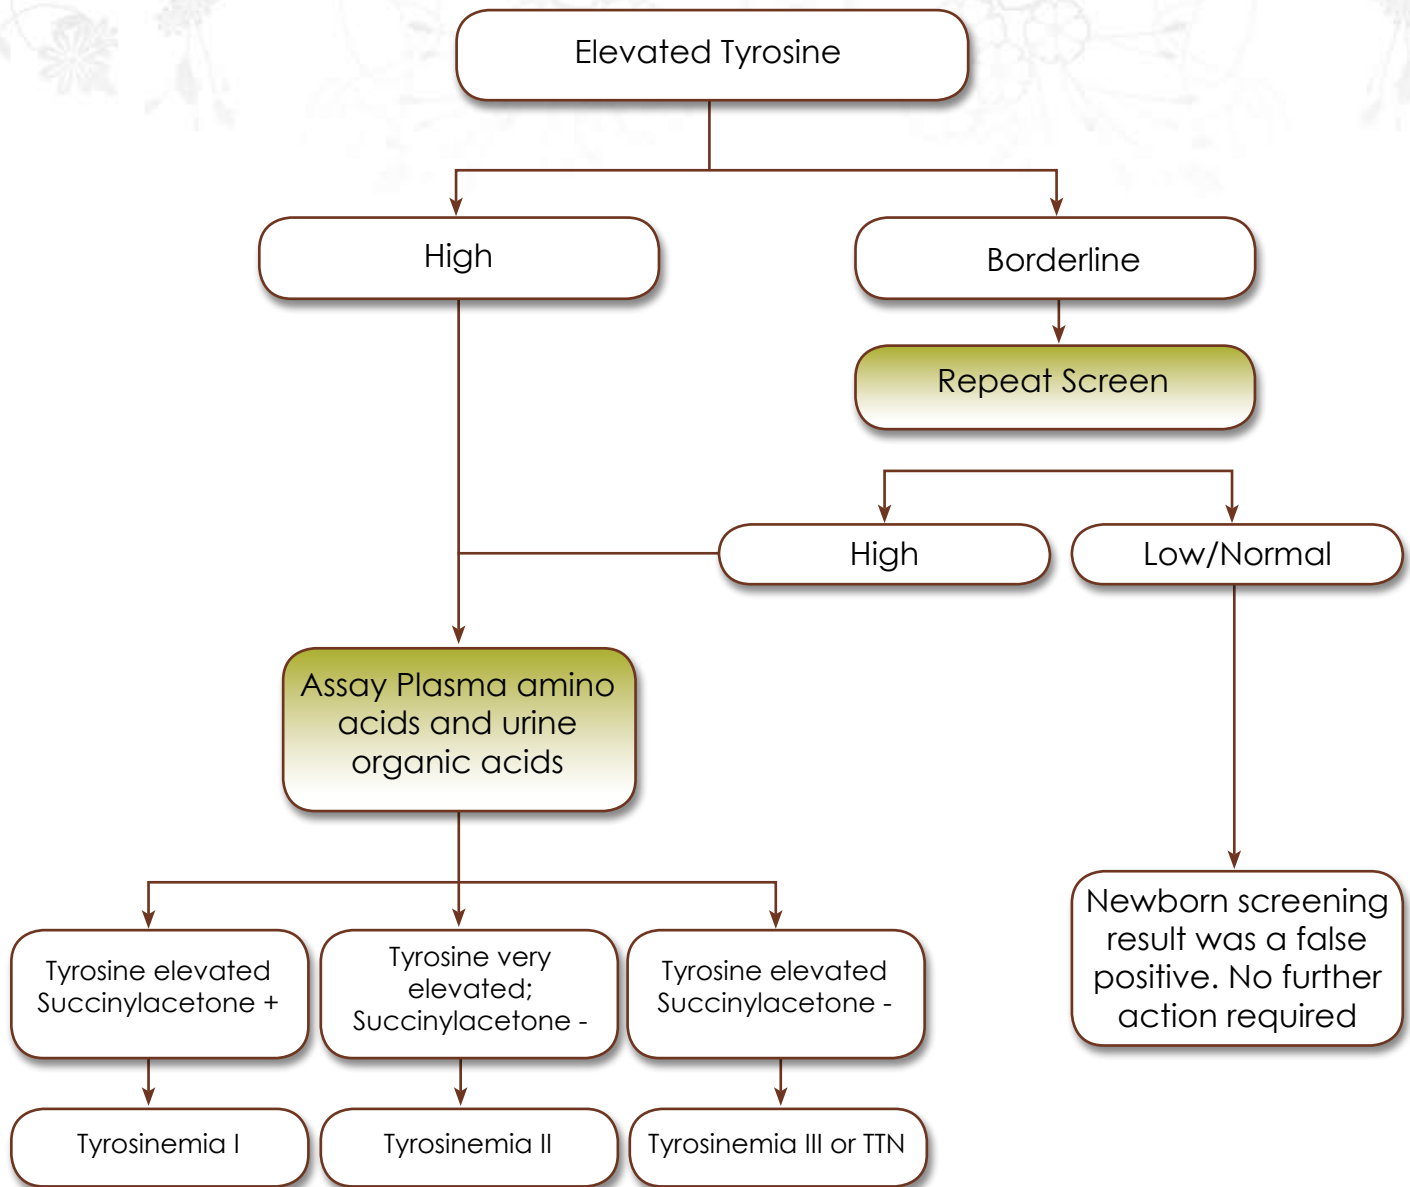 Elevated Tyrosine
High
Borderline
Repeat Screen
High
Low/Normal
Assay Plasma amino
acids and urine
organic acids
Newborn screening
result was a false
positive. No further
action required
Tyrosine elevated
Succinylacetone +
Tyrosine very
elevated;
Succinylacetone -
Tyrosine elevated
Succinylacetone -
Tyrosinemia I
Tyrosinemia II
Tyrosinemia III or TTN